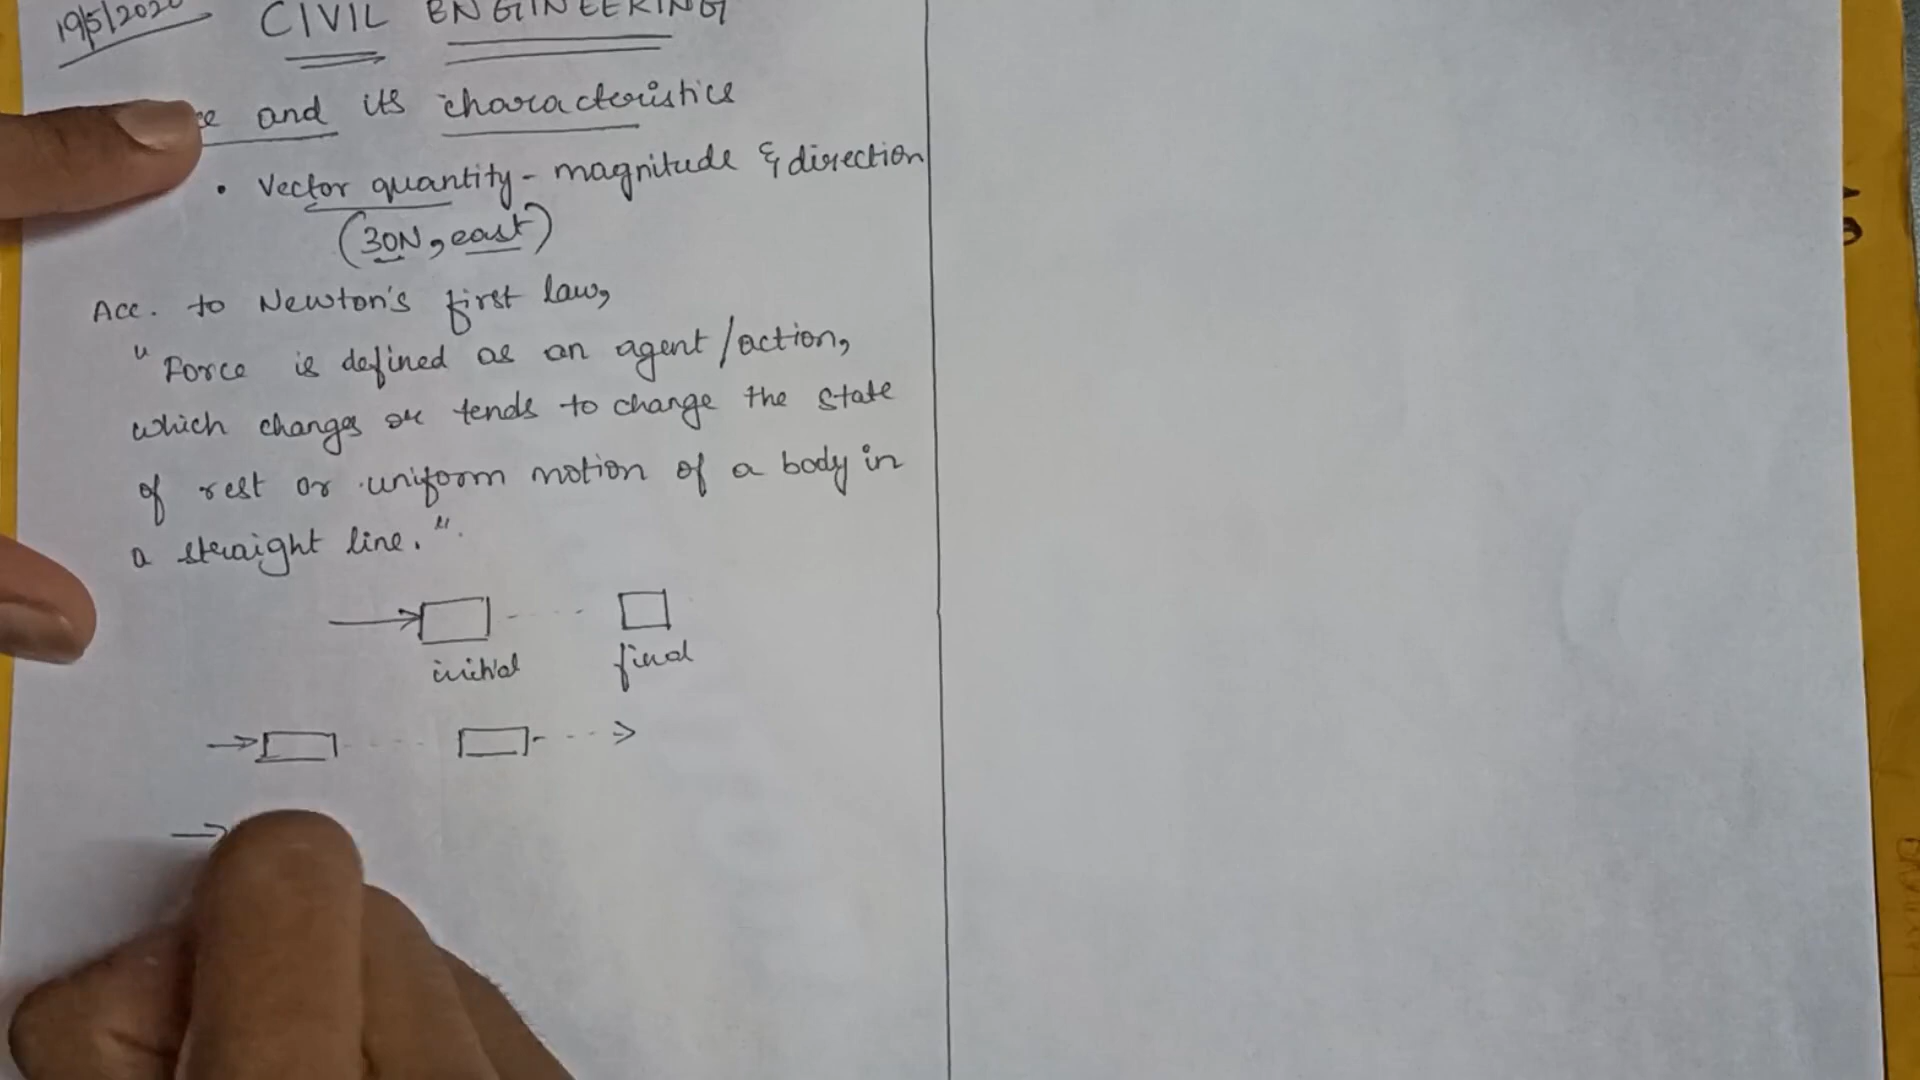 19/5/2020 CIVIL ENGINEERING
and its characteristics
• Vector quantity - magnitude & direction
(30N, east)
Acc. to Newton's first law,
"Force is defined as an agent/action,
which changes or tends to change the state
of rest or uniform motion of a body in
a straight line.".
initial final